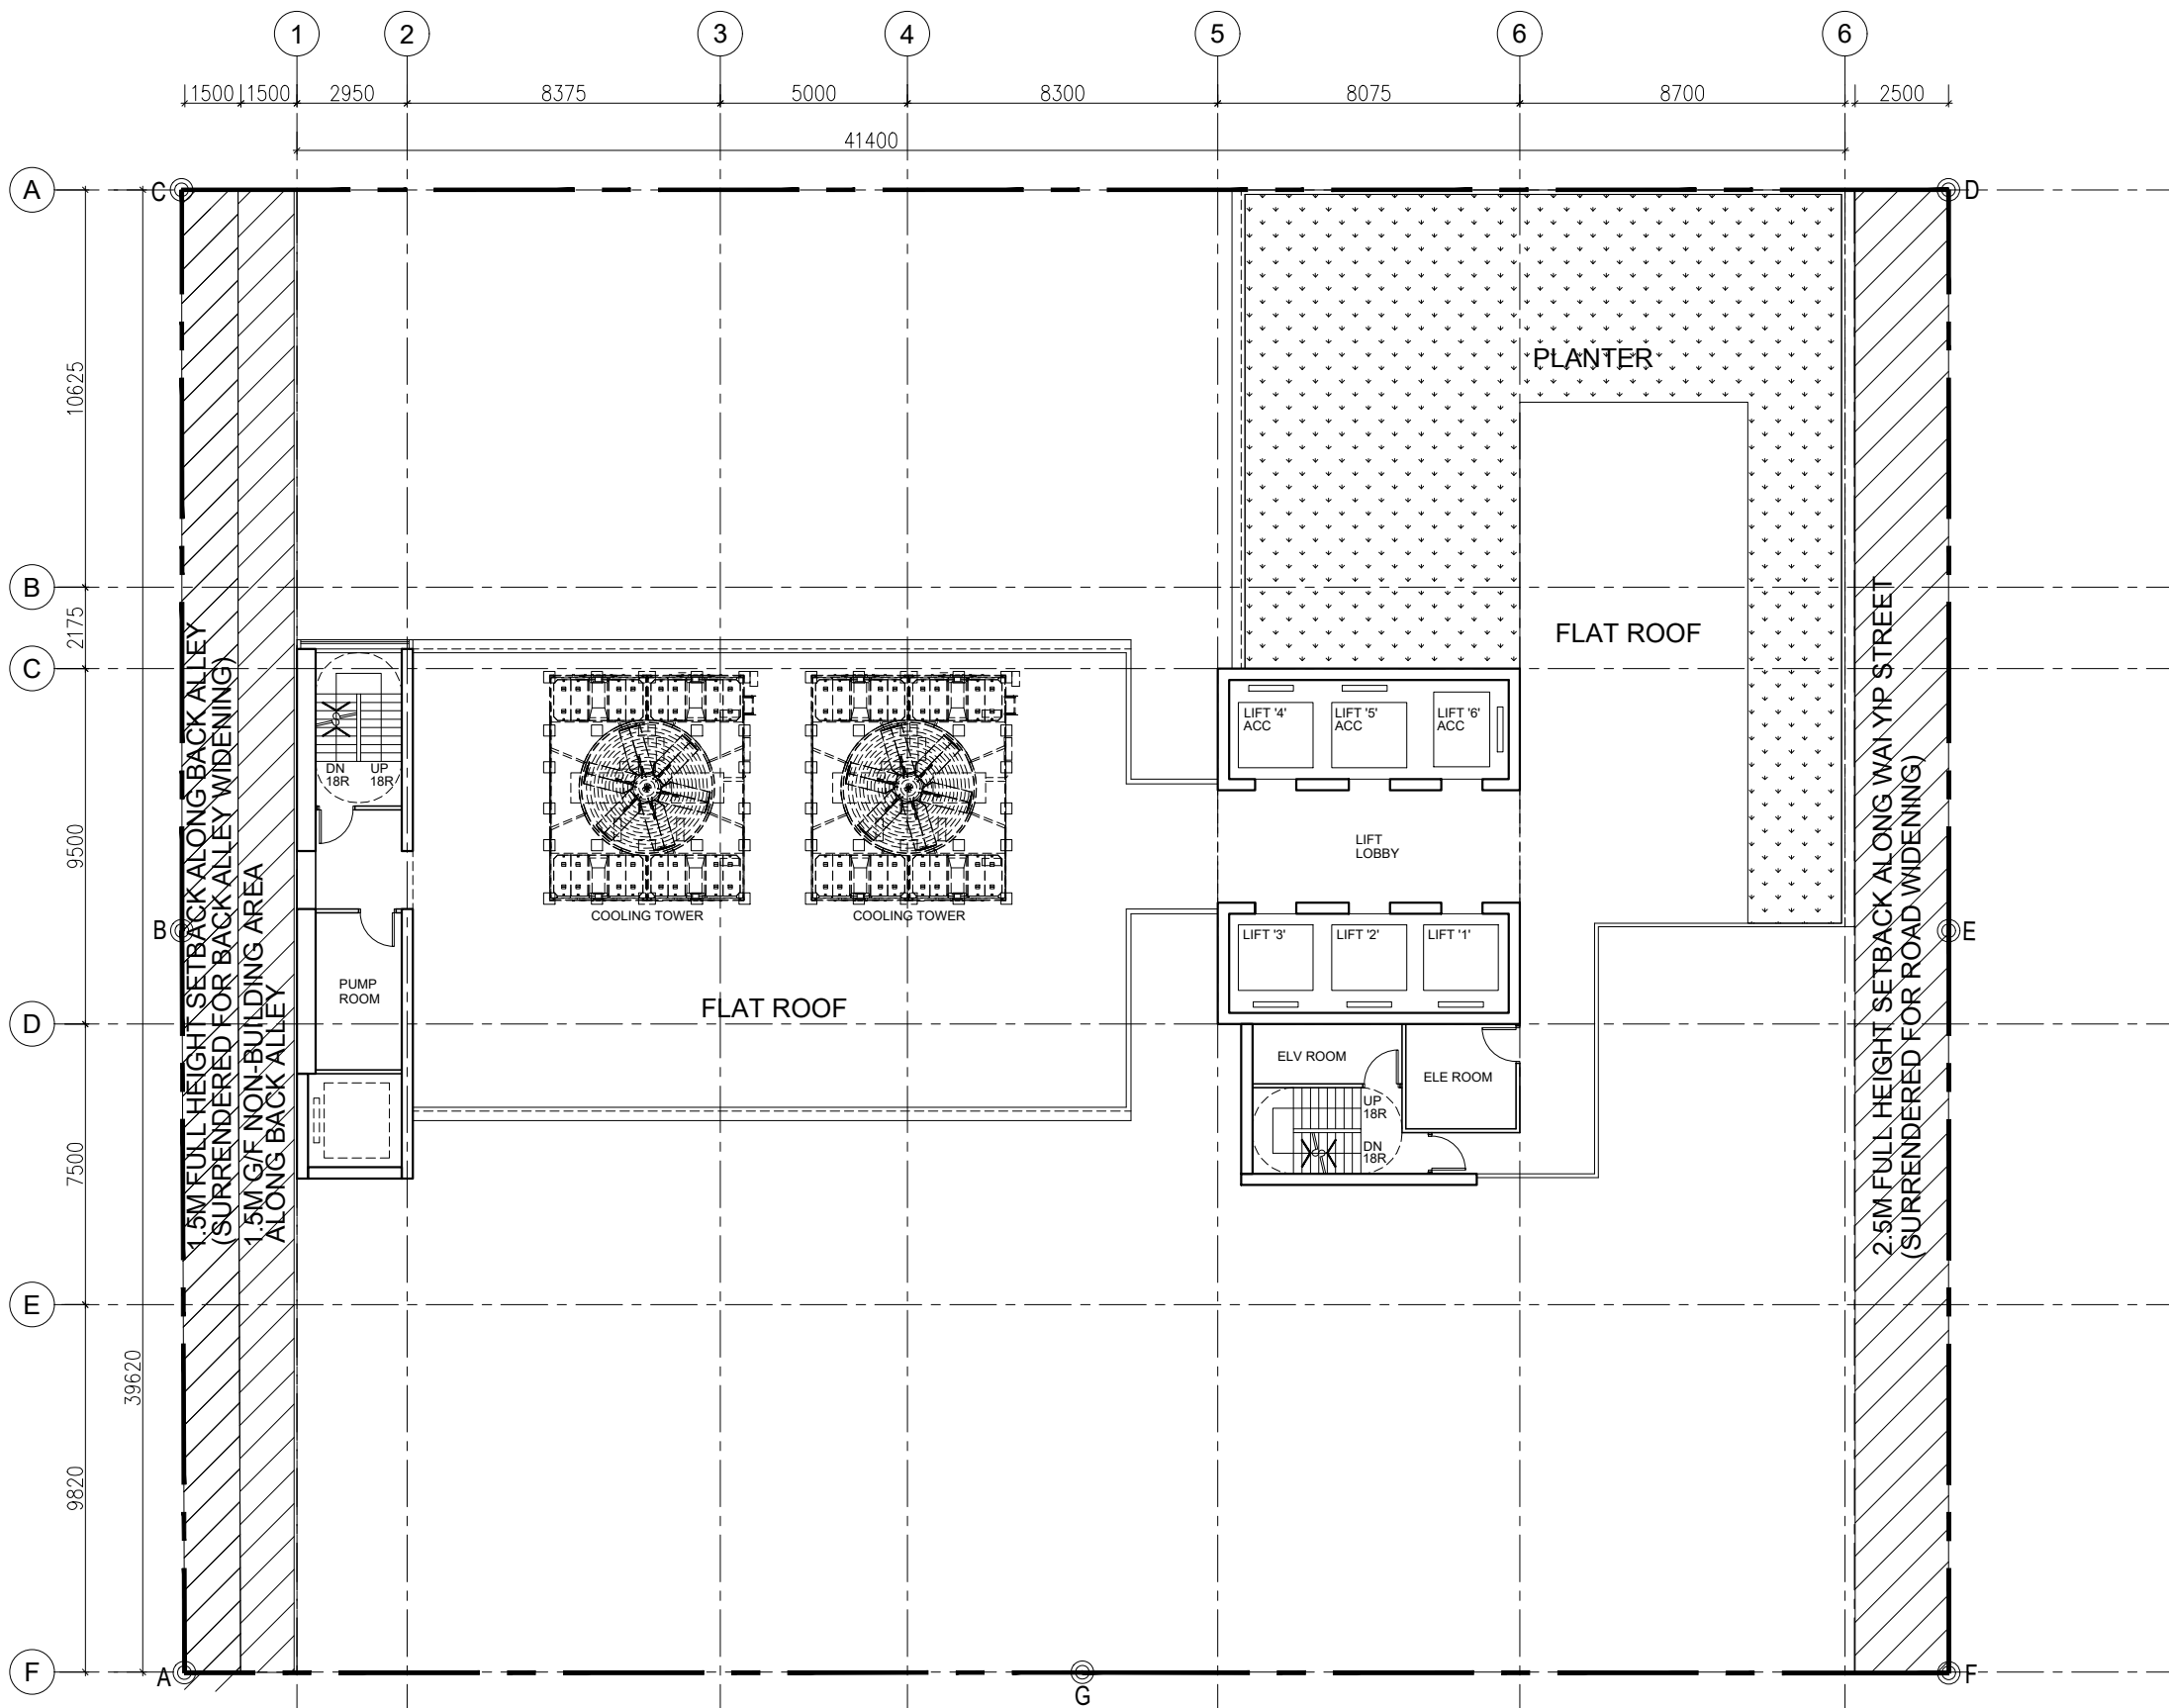 1
2
3
4
5
6
6
1500
1500
2950
8375
5000
8300
8075
8700
2500
41400
A
C
D
10625
PLANTER
B
2175
FLAT ROOF
C
LIFT '4'
ACC
LIFT '5'
ACC
LIFT '6'
ACC
DN
18R
UP
18R
9500
LIFT
LOBBY
COOLING TOWER
COOLING TOWER
B
LIFT '3'
LIFT '2'
LIFT '1'
E
PUMP
ROOM
FLAT ROOF
D
ELV ROOM
ELE ROOM
UP
18R
DN
18R
7500
1.5M FULL HEIGHT SETBACK ALONG BACK ALLEY
(SURRENDERED FOR BACK ALLEY WIDENING)
1.5M G/F NON-BUILDING AREA
ALONG BACK ALLEY
2.5M FULL HEIGHT SETBACK ALONG WAI YIP STREET
(SURRENDERED FOR ROAD WIDENING)
E
39620
9820
F
A
G
F